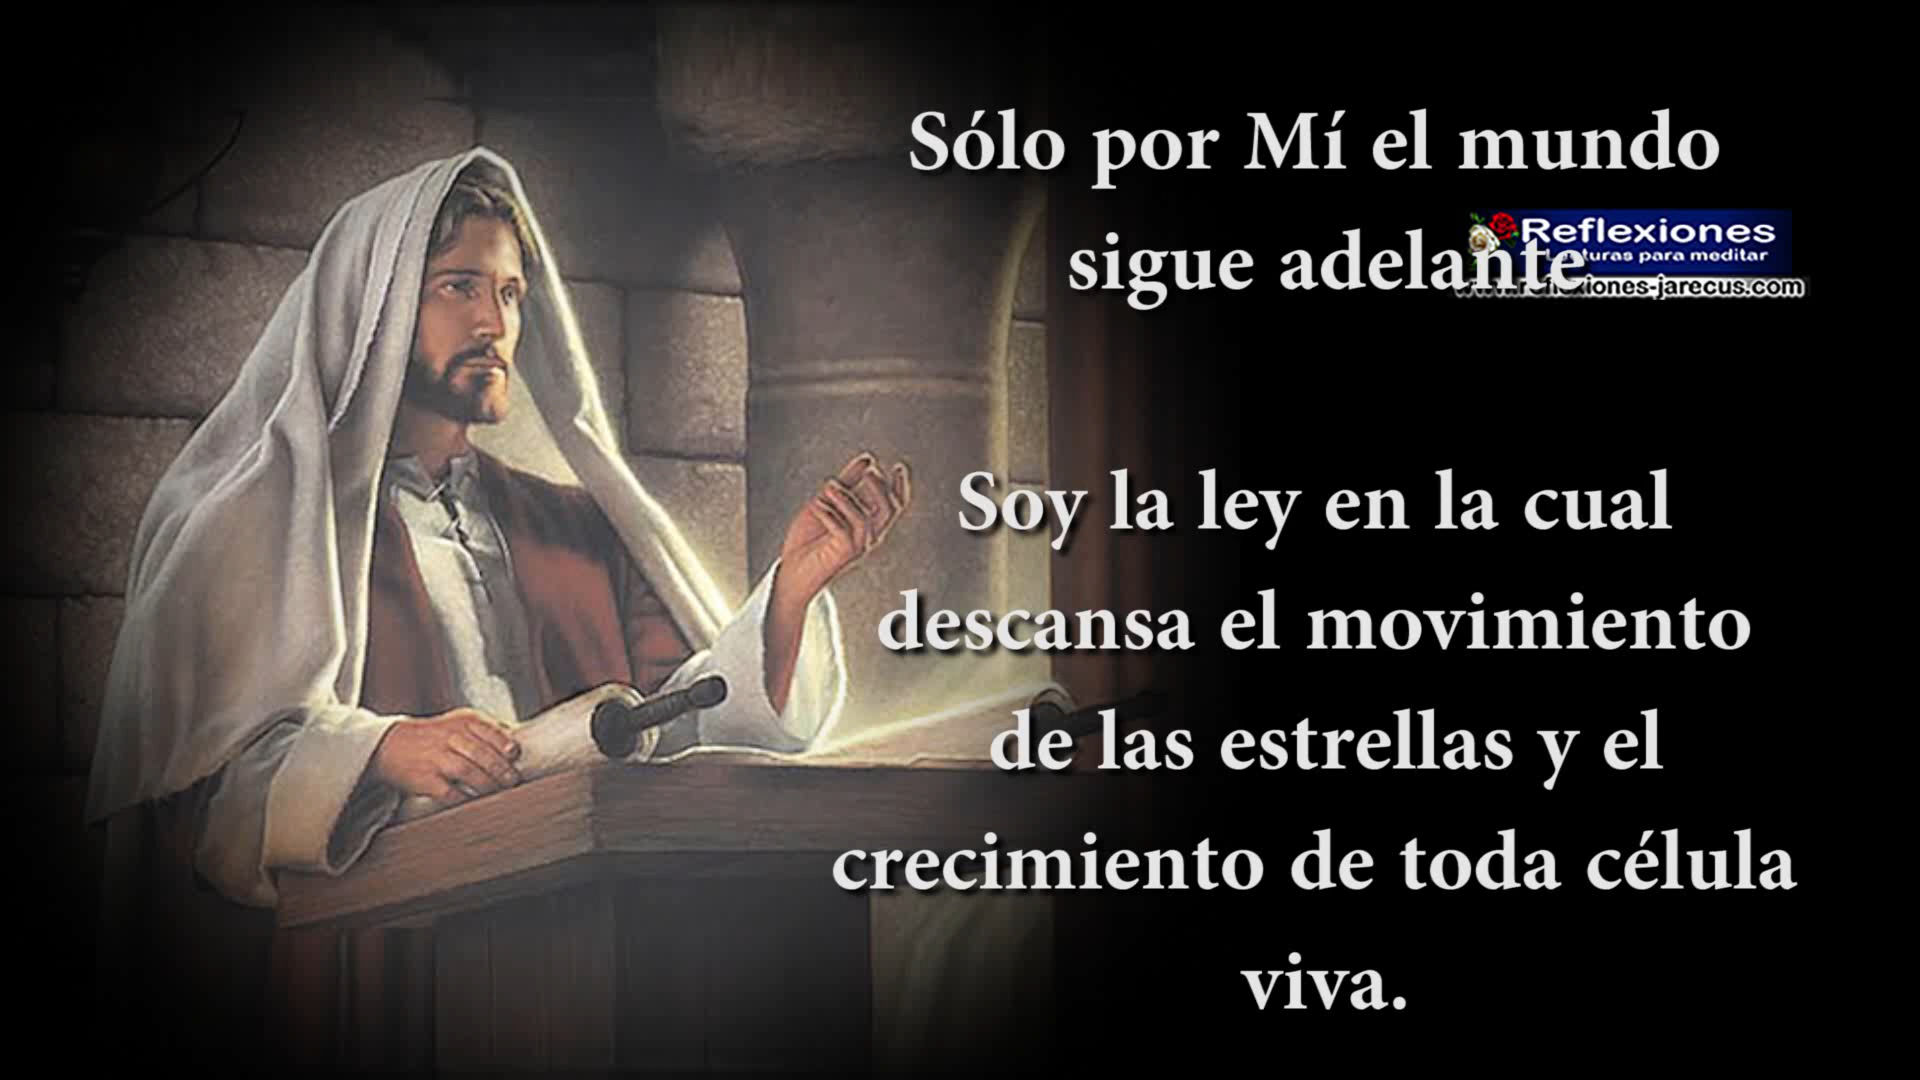 Sólo por Mí el mundo
sigue adelante
Reflexiones
para meditar
www.reflexiones-jarecus.com
Soy la ley en la cual
descansa el movimiento
de las estrellas y el
crecimiento de toda célula
viva.